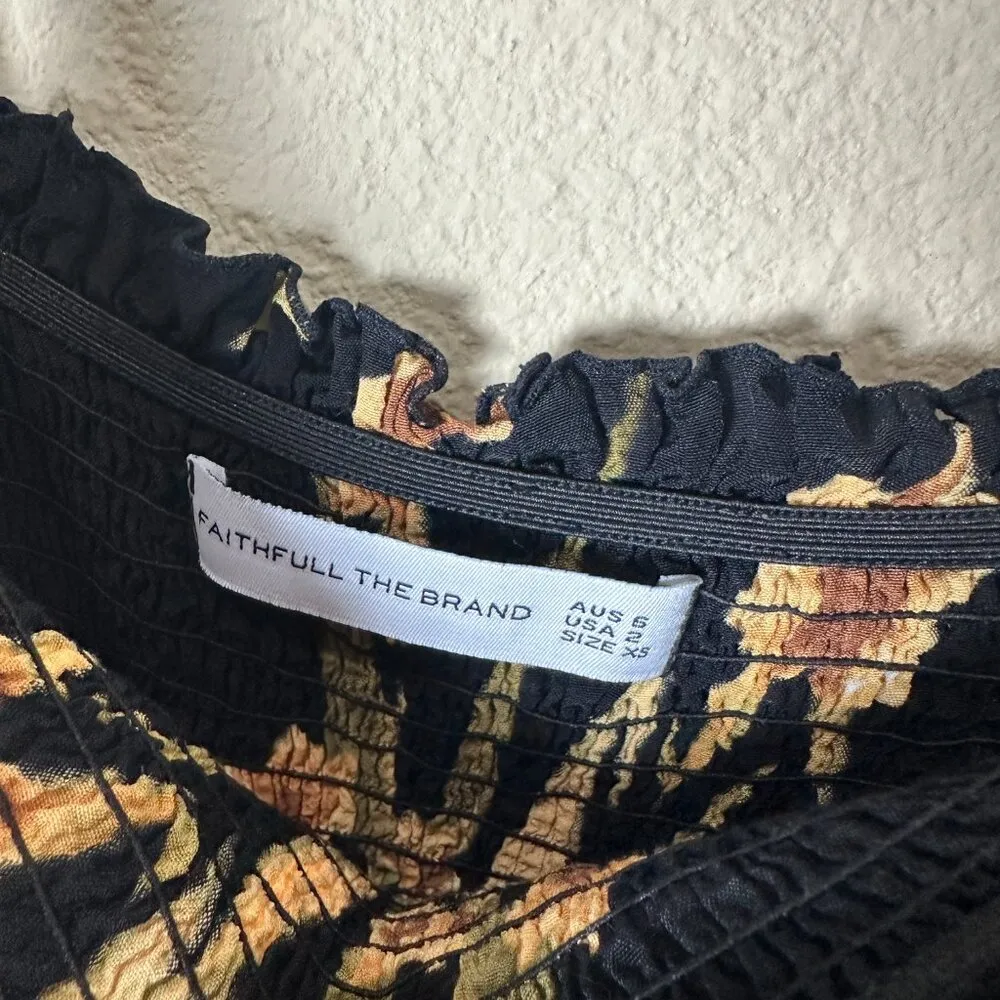 FAITHFULL THE BRAND
AUS 6
USA 2
SIZE XS